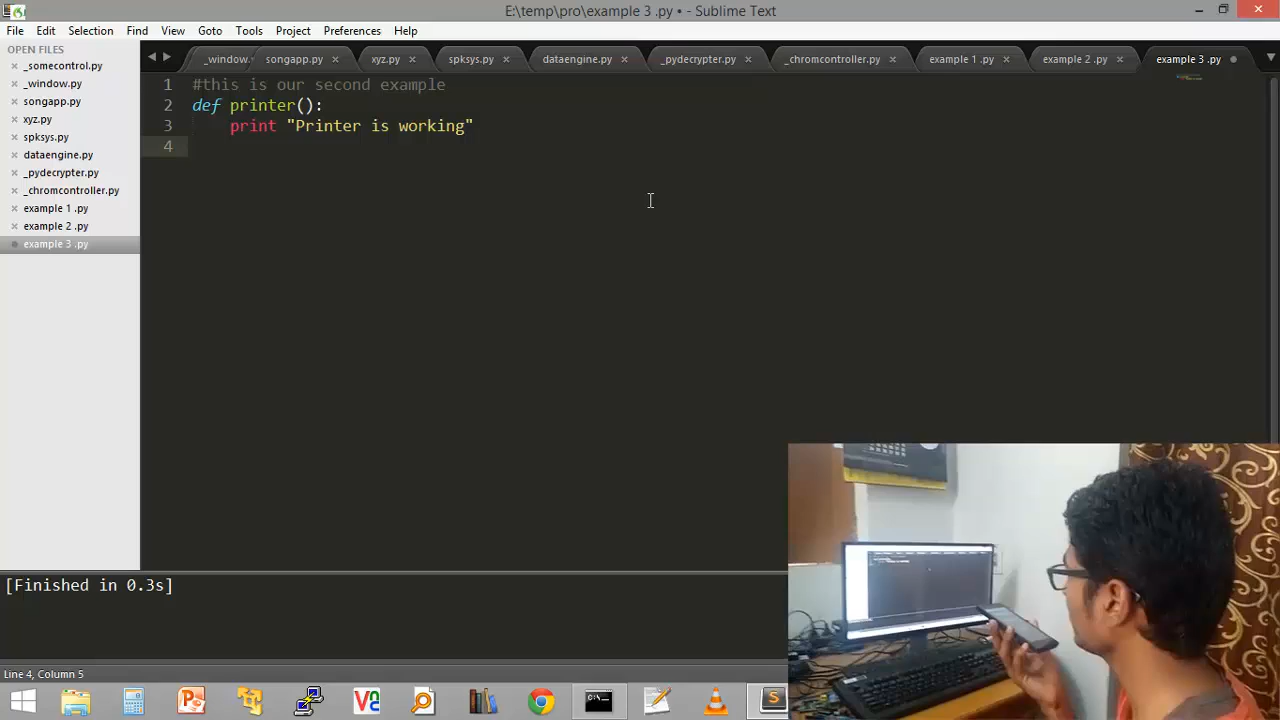 E:\temp\pro\example 3 .py • - Sublime Text
File Edit Selection Find View Goto Tools Project Preferences Help
OPEN FILES
_somecontrol.py
_window.py
songapp.py
xyz.py
spksys.py
dataengine.py
_pydecrypter.py
_chromcontroller.py
example 1 .py
example 2 .py
example 3 .py
_window. songapp.py xyz.py spksys.py dataengine.py _pydecrypter.py _chromcontroller.py example 1 .py example 2 .py example 3 .py
1 #this is our second example
2 def printer():
3 print "Printer is working"
4
[Finished in 0.3s]
Line 4, Column 5